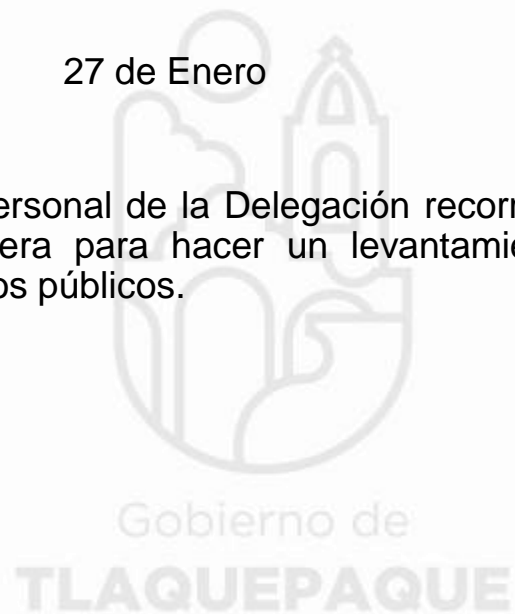 27 de Enero
ersonal de la Delegación recorr
era para hacer un levantamie
os públicos.
Gobierno de
TLAQUEPAQUE